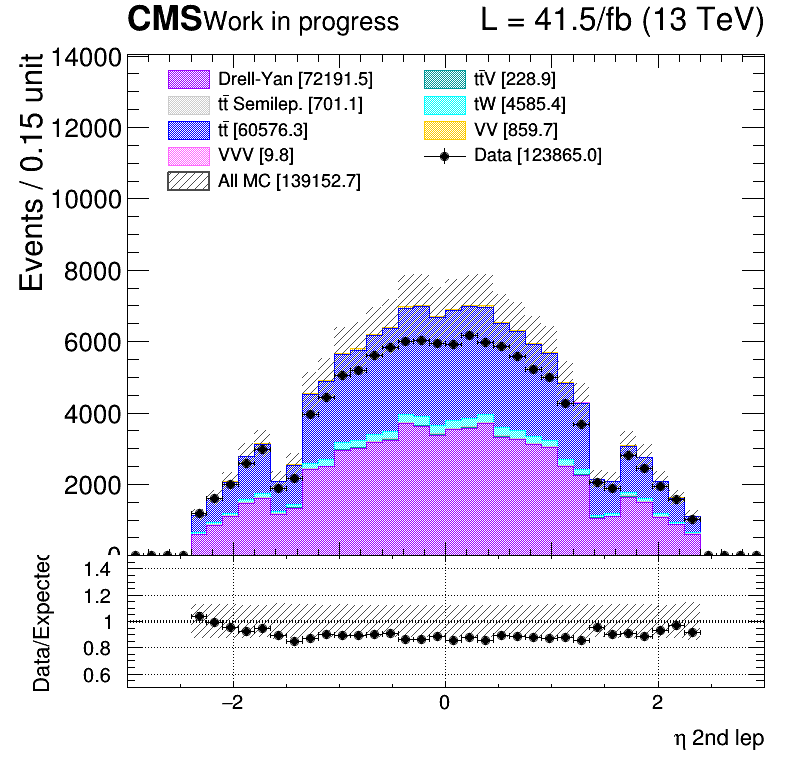 CMS Work in progress L = 41.5/fb (13 TeV)
Events / 0.15 unit
14000
12000
10000
8000
6000
4000
2000
0
Drell-Yan [72191.5]
tt̄ Semilep. [701.1]
tt̄ [60576.3]
VVV [9.8]
All MC [139152.7]
tt̄V [228.9]
tW [4585.4]
VV [859.7]
Data [123865.0]
Data/Expected
1.4
1.2
1
0.8
0.6
−2 0 2
η 2nd lep